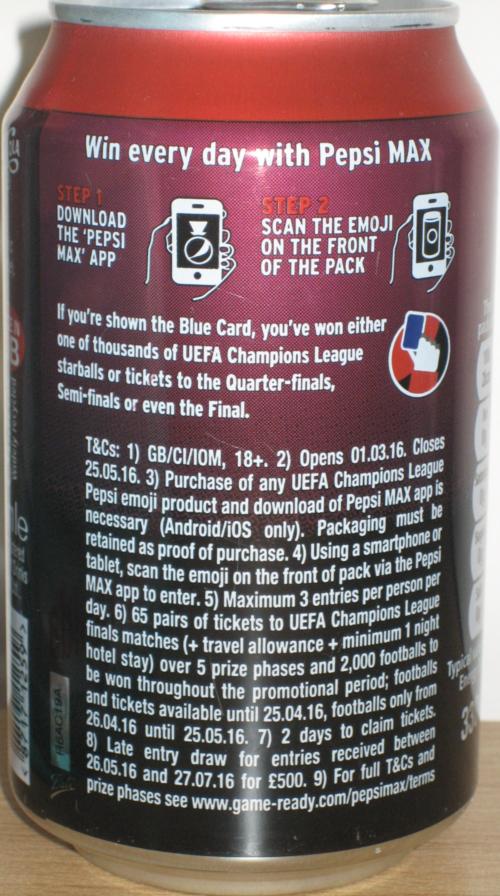 Win every day with Pepsi MAX
STEP 1
DOWNLOAD
THE 'PEPSI
MAX' APP
STEP 2
SCAN THE EMOJI
ON THE FRONT
OF THE PACK
If you're shown the Blue Card, you've won either
one of thousands of UEFA Champions League
starballs or tickets to the Quarter-finals,
Semi-finals or even the Final.
T&Cs: 1) GB/CI/IOM, 18+. 2) Opens 01.03.16. Closes
25.05.16. 3) Purchase of any UEFA Champions League
Pepsi emoji product and download of Pepsi MAX app is
necessary (Android/iOS only). Packaging must be
retained as proof of purchase. 4) Using a smartphone or
tablet, scan the emoji on the front of pack via the Pepsi
MAX app to enter. 5) Maximum 3 entries per person per
day. 6) 65 pairs of tickets to UEFA Champions League
finals matches (+ travel allowance + minimum 1 night
hotel stay) over 5 prize phases and 2,000 footballs to
be won throughout the promotional period; footballs
and tickets available until 25.04.16, footballs only from
26.04.16 until 25.05.16. 7) 2 days to claim tickets.
8) Late entry draw for entries received between
26.05.16 and 27.07.16 for £500. 9) For full T&Cs and
prize phases see www.game-ready.com/pepsimax/terms
Widely recycled